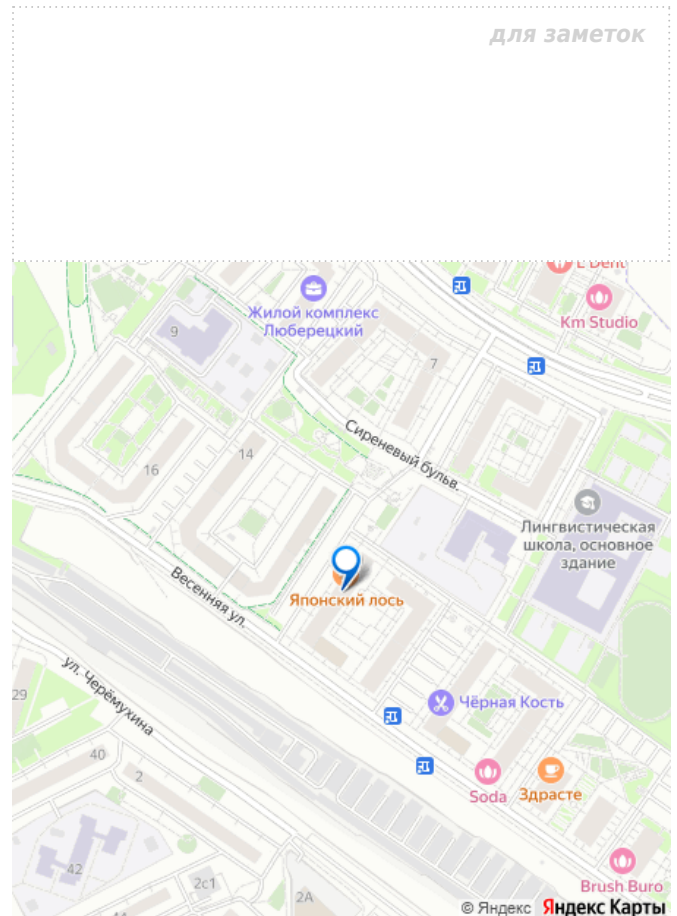 для заметок
L'Dent
Km Studio
Жилой комплекс
Люберецкий
9
7
Сиреневый бульв.
14
16
Лингвистическая
школа, основное
здание
Японский лось
Весенняя ул.
ул. Черёмухина
29
Чёрная Кость
40
2
Soda
Здрасте
42
2с1
2А
Brush Buro
© Яндекс Яндекс Карты